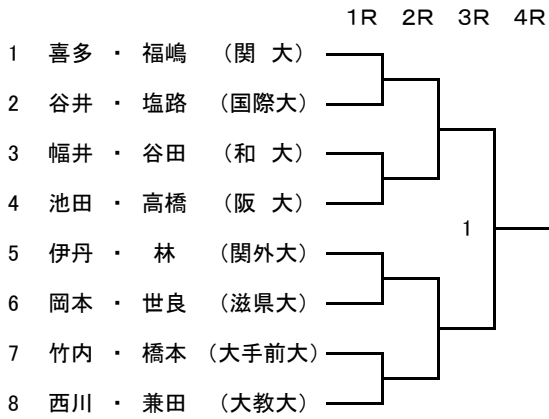 1R 2R 3R 4R
1 喜多 ・ 福嶋 （関 大）
2 谷井 ・ 塩路 （国際大）
3 幅井 ・ 谷田 （和 大）
4 池田 ・ 高橋 （阪 大）
1
5 伊丹 ・ 林 （関外大）
6 岡本 ・ 世良 （滋県大）
7 竹内 ・ 橋本 （大手前大）
8 西川 ・ 兼田 （大教大）